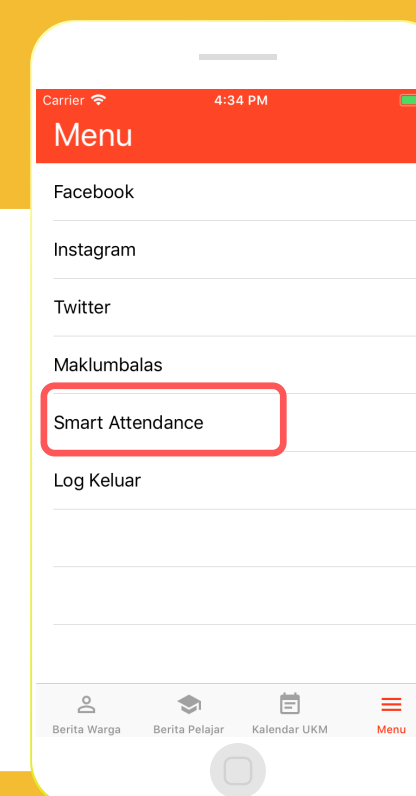 Carrier 4:34 PM
Menu
Facebook
Instagram
Twitter
Maklumbalas
Smart Attendance
Log Keluar
Berita Warga Berita Pelajar Kalendar UKM Menu